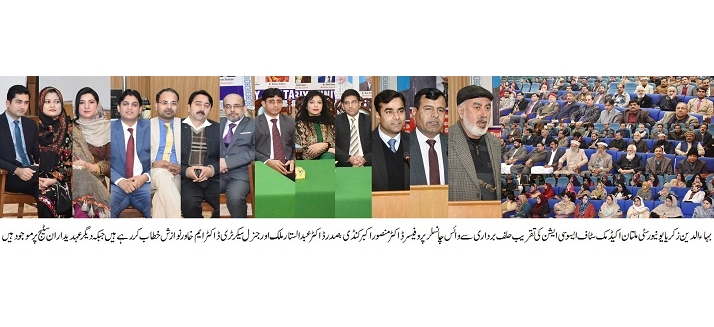 بہاءالدین زکریا یونیورسٹی ملتان اکیڈمک سٹاف ایسوسی ایشن کی تقریب حلف برداری سے وائس چانسلر پروفیسر ڈاکٹر منصور اکبر کنڈی، صدر ڈاکٹر عبدالستار ملک اور جنرل سیکرٹری ڈاکٹر ایم خاور نوازش خطاب کر رہے ہیں جبکہ دیگر عہدیداران سٹیج پر موجود ہیں